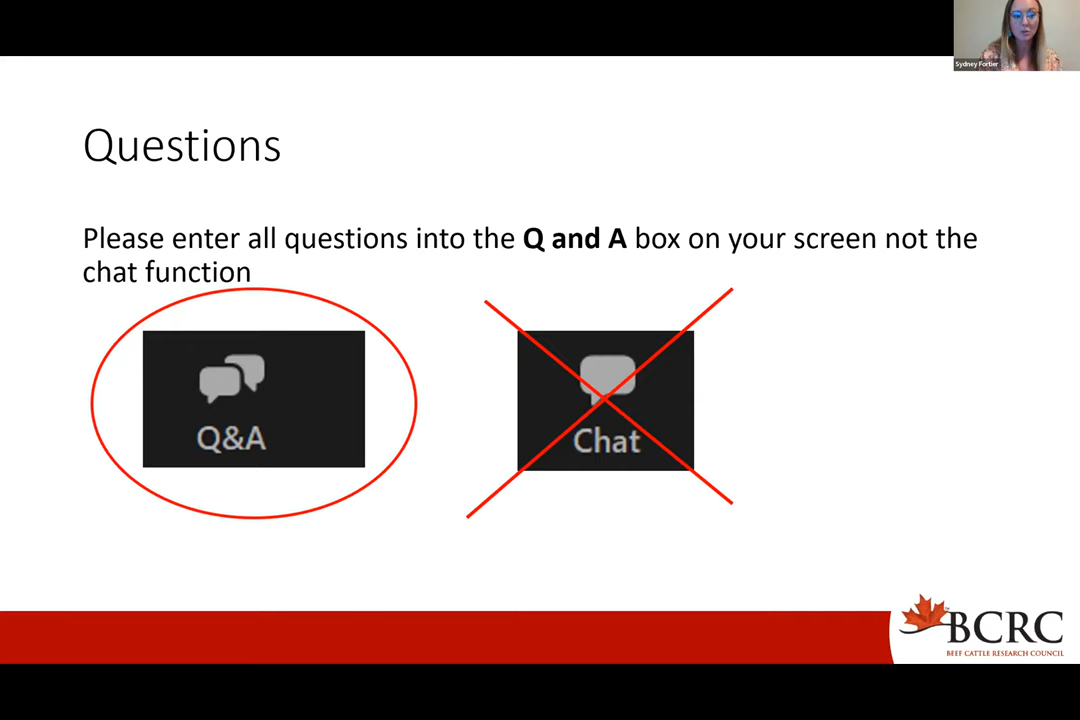 Sydney Fortier
Questions
Please enter all questions into the Q and A box on your screen not the
chat function
Q&A
Chat
BCRC
BEEF CATTLE RESEARCH COUNCIL